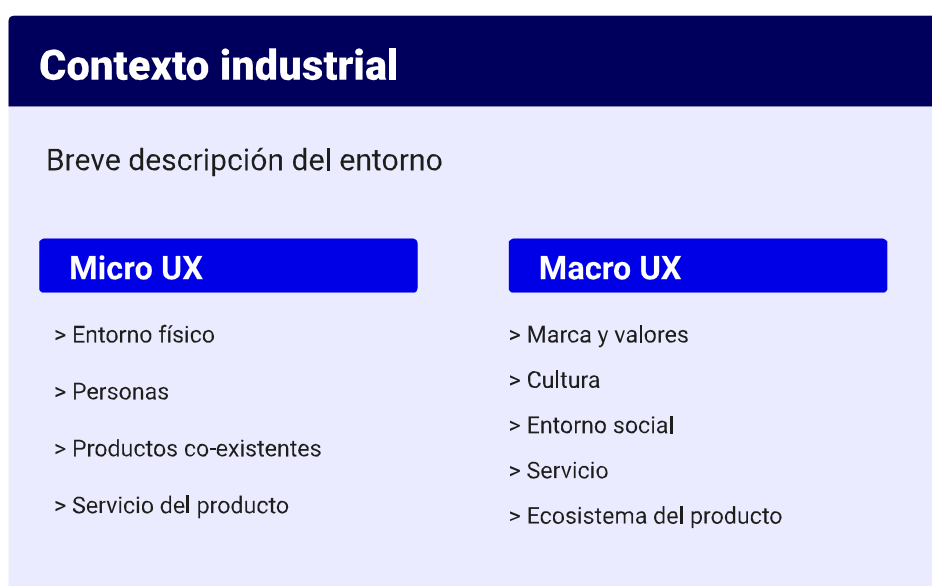 Contexto industrial
Breve descripción del entorno
Micro UX
> Entorno físico
> Personas
> Productos co-existentes
> Servicio del producto
Macro UX
> Marca y valores
> Cultura
> Entorno social
> Servicio
> Ecosistema del producto